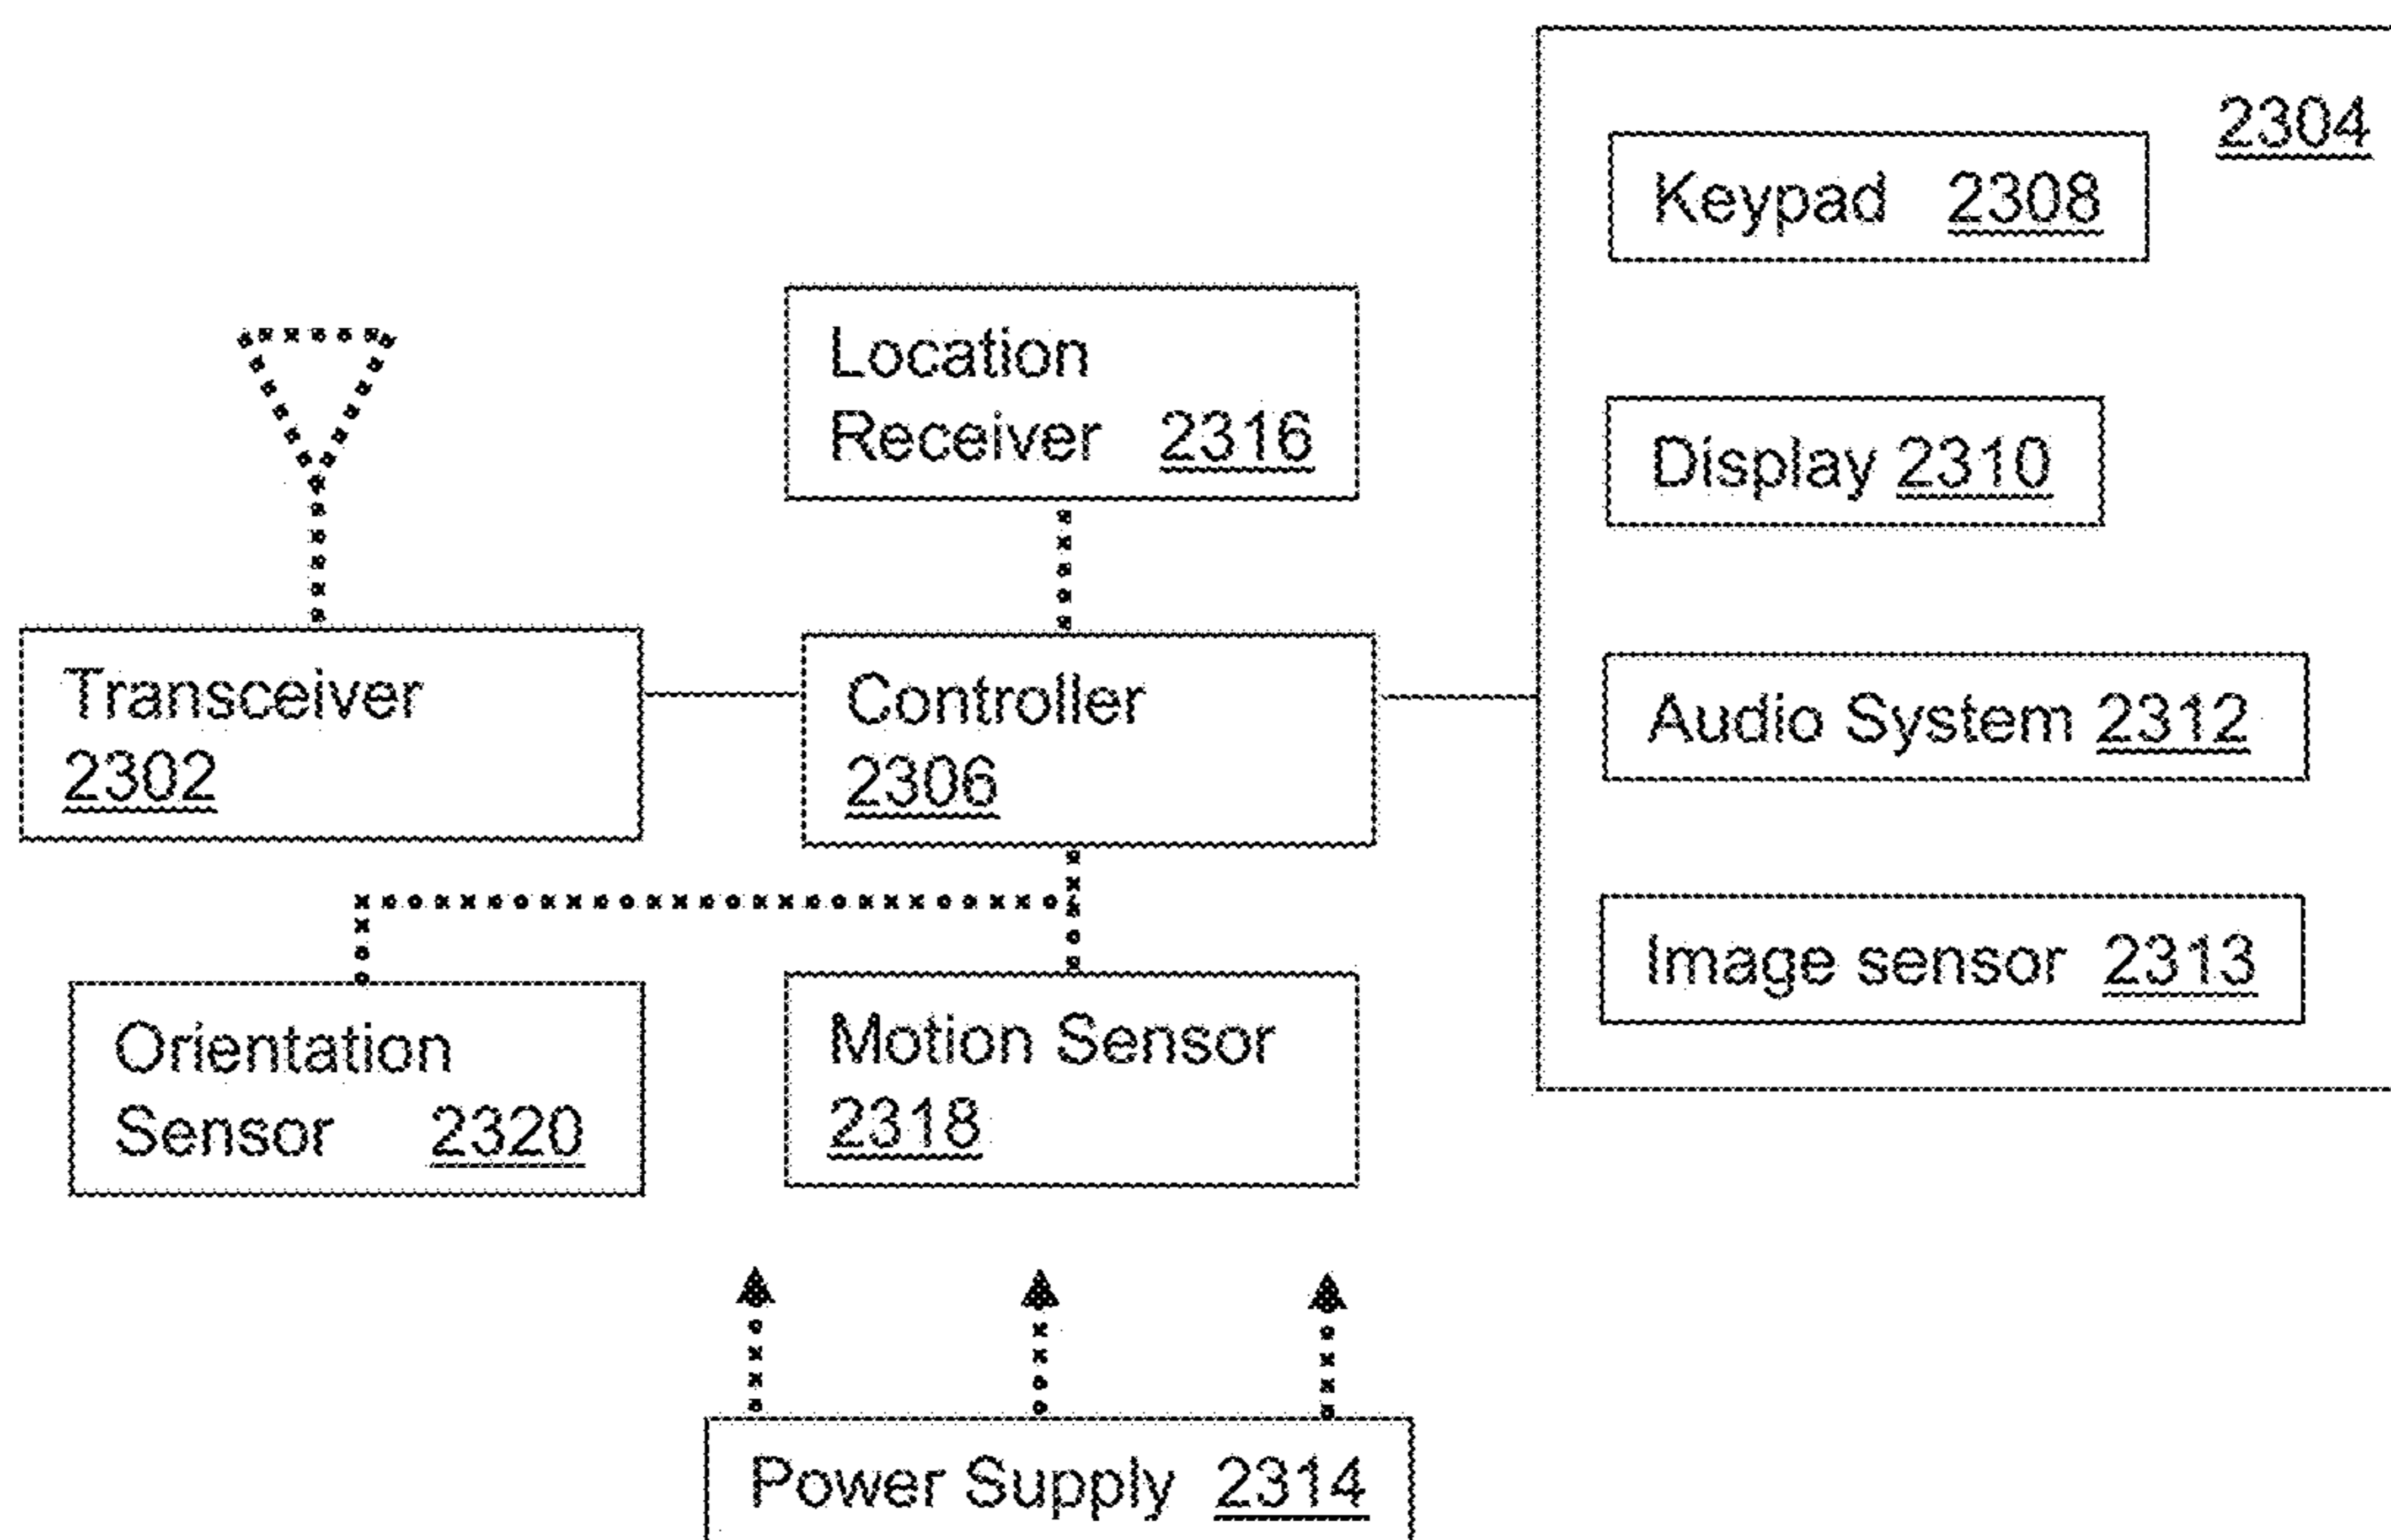 2304
Keypad 2308
Location
Receiver 2316
Display 2310
Transceiver
2302
Controller
2306
Audio System 2312
Image sensor 2313
Orientation
Sensor 2320
Motion Sensor
2318
Power Supply 2314